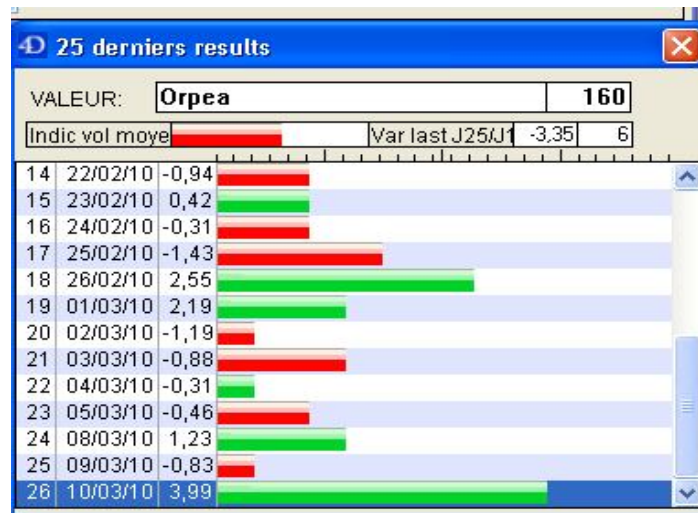 4D 25 derniers results
VALEUR: Orpea 160
Indic vol moye Var last J25/J1 -3,35 6
14 22/02/10 -0,94
15 23/02/10 0,42
16 24/02/10 -0,31
17 25/02/10 -1,43
18 26/02/10 2,55
19 01/03/10 2,19
20 02/03/10 -1,19
21 03/03/10 -0,88
22 04/03/10 -0,31
23 05/03/10 -0,46
24 08/03/10 1,23
25 09/03/10 -0,83
26 10/03/10 3,99